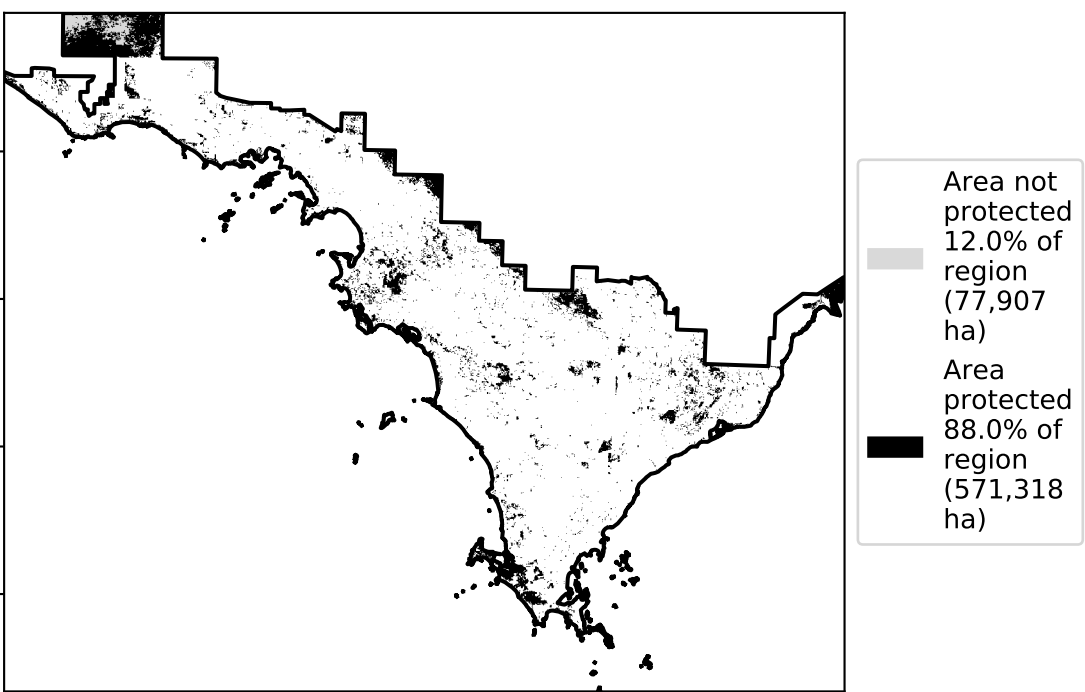 Area not
protected
12.0% of
region
(77,907
ha)
Area
protected
88.0% of
region
(571,318
ha)